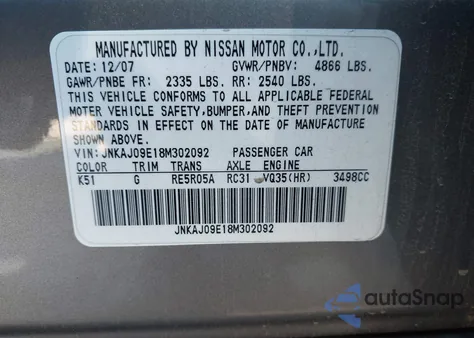 MANUFACTURED BY NISSAN MOTOR CO.,LTD.
DATE: 12/07 GVWR/PNBV: 4866 LBS.
GAWR/PNBE FR: 2335 LBS. RR: 2540 LBS.
THIS VEHICLE CONFORMS TO ALL APPLICABLE FEDERAL
MOTOR VEHICLE SAFETY,BUMPER,AND THEFT PREVENTION
STANDARDS IN EFFECT ON THE DATE OF MANUFACTURE
SHOWN ABOVE.
VIN:JNKAJ09E18M302092 PASSENGER CAR
COLOR TRIM TRANS AXLE ENGINE
K51 G RE5R05A RC31 VQ35(HR) 3498CC
JNKAJ09E18M302092
autoSnap